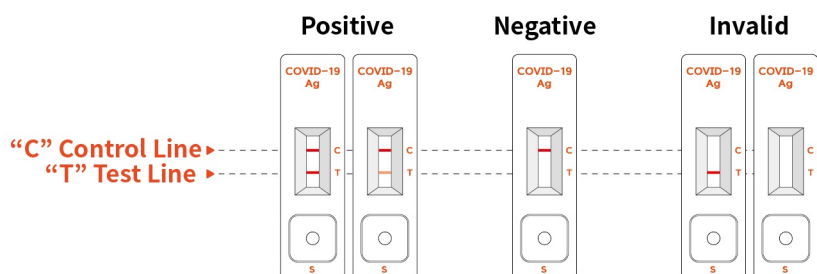 Positive Negative Invalid
COVID-19 COVID-19 COVID-19 COVID-19 COVID-19
Ag Ag Ag Ag Ag
“C” Control Line C C C C C
“T” Test Line T T T T T
S S S S S